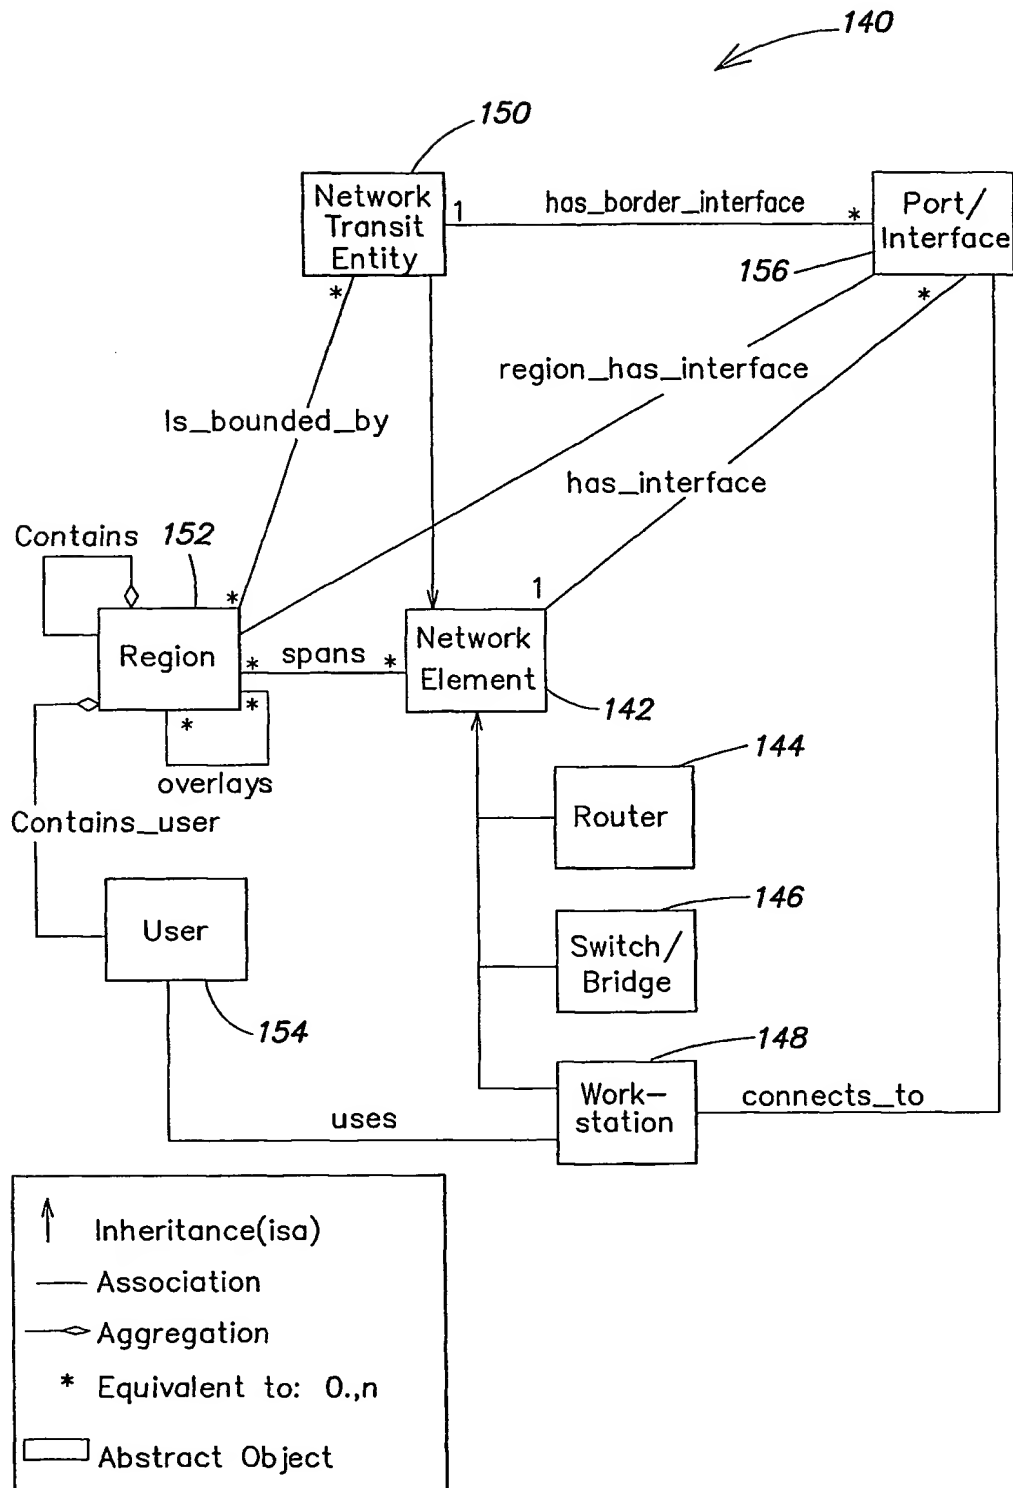 140
150
Network
Transit
Entity
1
has_border_interface
*
Port/
Interface
156
*
*
region_has_interface
Is_bounded_by
has_interface
Contains
152
*
1
Region
*
spans
*
Network
Element
142
*
*
overlays
144
Router
Contains_user
User
154
146
Switch/
Bridge
148
Work-
station
connects_to
uses
Inheritance(isa)
Association
Aggregation
* Equivalent to: 0.,n
Abstract Object